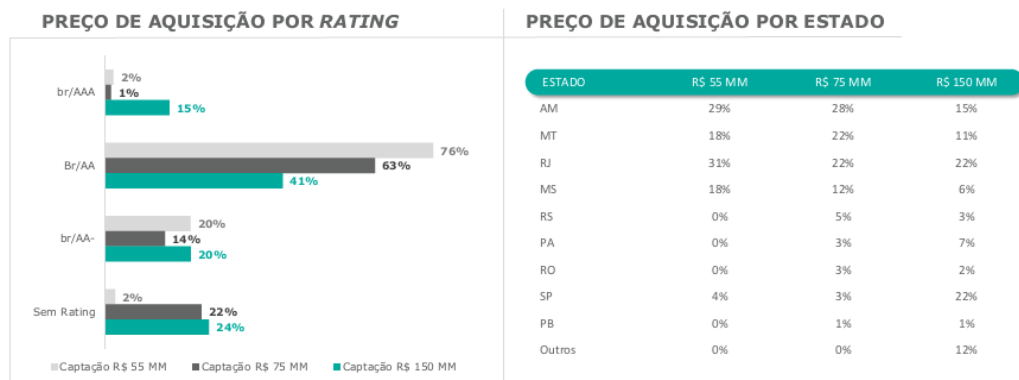 PREÇO DE AQUISIÇÃO POR RATING
br/AAA
2%
1%
15%
Br/AA
76%
63%
41%
br/AA-
20%
14%
20%
Sem Rating
2%
22%
24%
Captação R$ 55 MM Captação R$ 75 MM Captação R$ 150 MM
PREÇO DE AQUISIÇÃO POR ESTADO
ESTADO R$ 55 MM R$ 75 MM R$ 150 MM
AM 29% 28% 15%
MT 18% 22% 11%
RJ 31% 22% 22%
MS 18% 12% 6%
RS 0% 5% 3%
PA 0% 3% 7%
RO 0% 3% 2%
SP 4% 3% 22%
PB 0% 1% 1%
Outros 0% 0% 12%